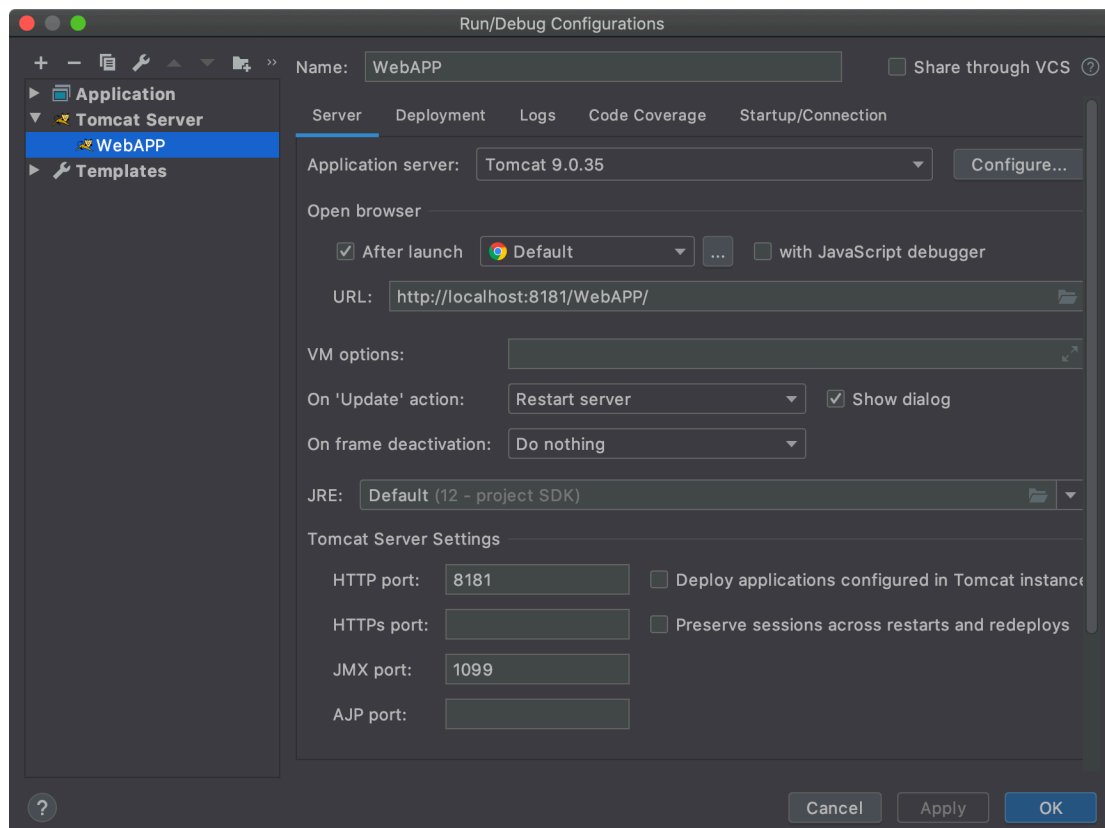 Run/Debug Configurations
Name: WebAPP Share through VCS ?
Application
Tomcat Server
WebAPP
Templates
Server Deployment Logs Code Coverage Startup/Connection
Application server: Tomcat 9.0.35 Configure...
Open browser
After launch Default ... with JavaScript debugger
URL: http://localhost:8181/WebAPP/
VM options:
On 'Update' action: Restart server Show dialog
On frame deactivation: Do nothing
JRE: Default (12 - project SDK)
Tomcat Server Settings
HTTP port: 8181 Deploy applications configured in Tomcat instance
HTTPs port: Preserve sessions across restarts and redeploys
JMX port: 1099
AJP port:
? Cancel Apply OK